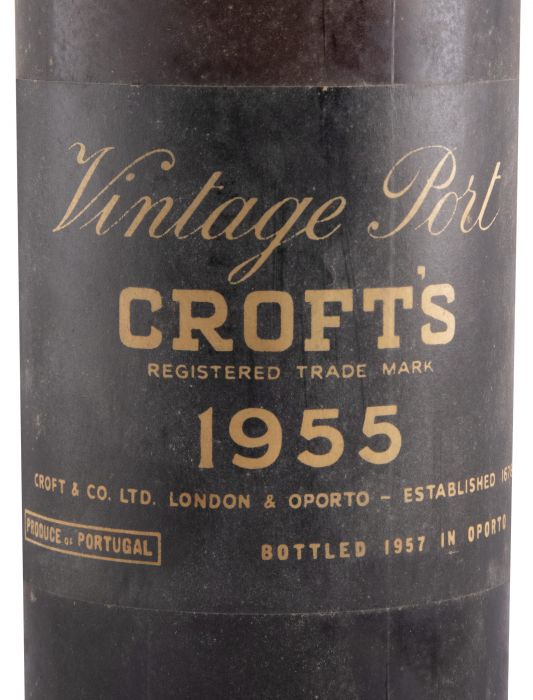 Vintage Port
CROFT'S
REGISTERED TRADE MARK
1955
CROFT & CO. LTD. LONDON & OPORTO – ESTABLISHED
PRODUCE OF PORTUGAL
BOTTLED 1957 IN OPORTO